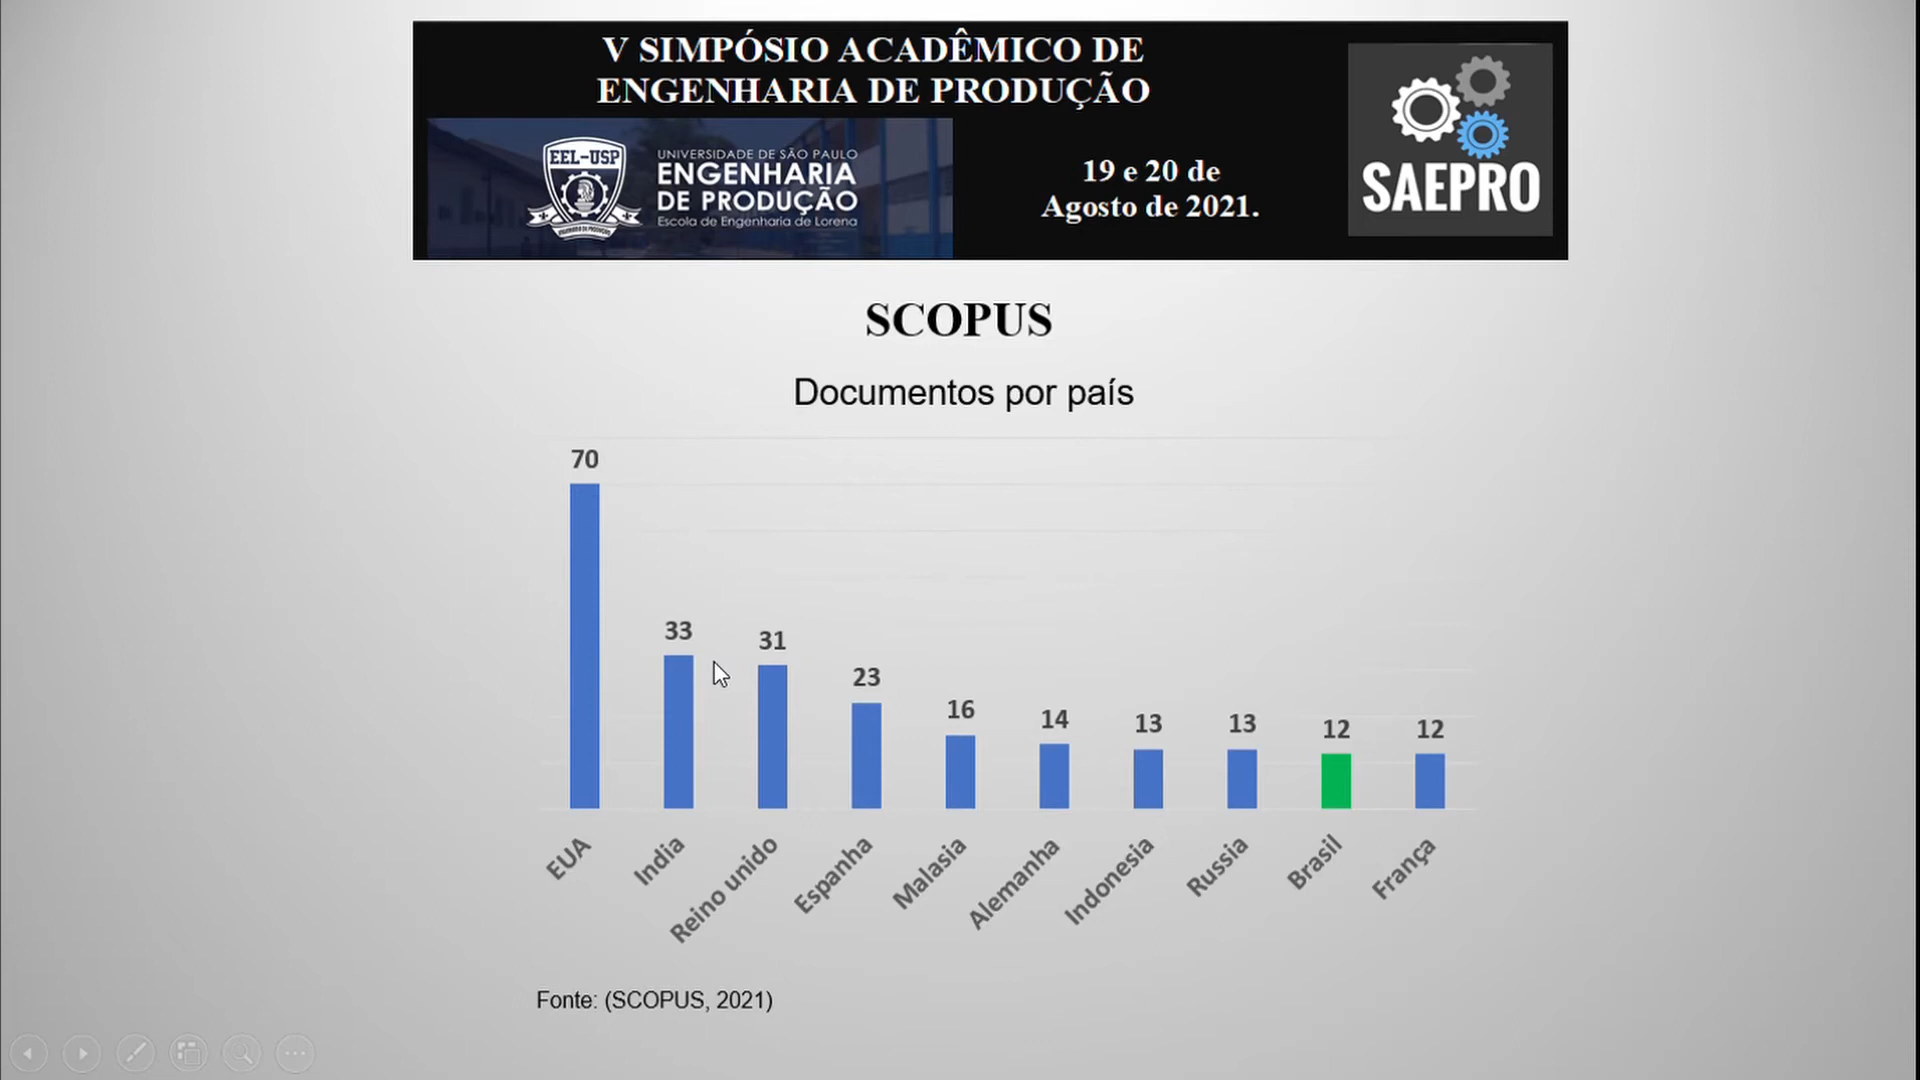 V SIMPÓSIO ACADÊMICO DE
ENGENHARIA DE PRODUÇÃO
EEL-USP
UNIVERSIDADE DE SÃO PAULO
ENGENHARIA
DE PRODUÇÃO
Escola de Engenharia de Lorena
19 e 20 de
Agosto de 2021.
SAEPRO
SCOPUS
Documentos por país
70
33
31
23
16
14
13
13
12
12
EUA
India
Reino unido
Espanha
Malasia
Alemanha
Indonesia
Russia
Brasil
França
Fonte: (SCOPUS, 2021)